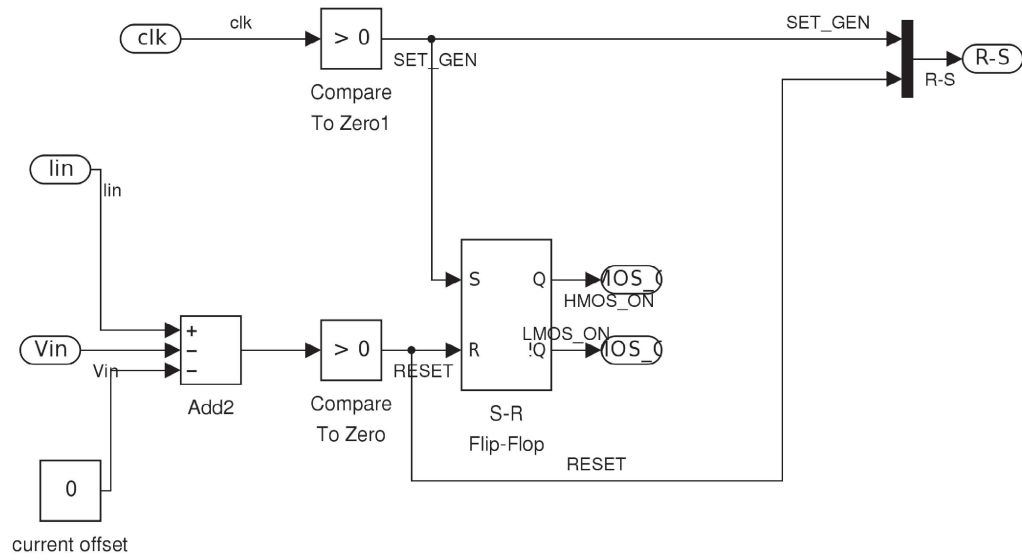 clk
clk
> 0
SET_GEN
SET_GEN
Compare
To Zero1
R-S
R-S
Iin
Iin
S
Q
HMOS_ON
R
!Q
LMOS_ON
S-R
Flip-Flop
Vin
Vin
+
−
−
Add2
> 0
RESET
Compare
To Zero
RESET
0
current offset